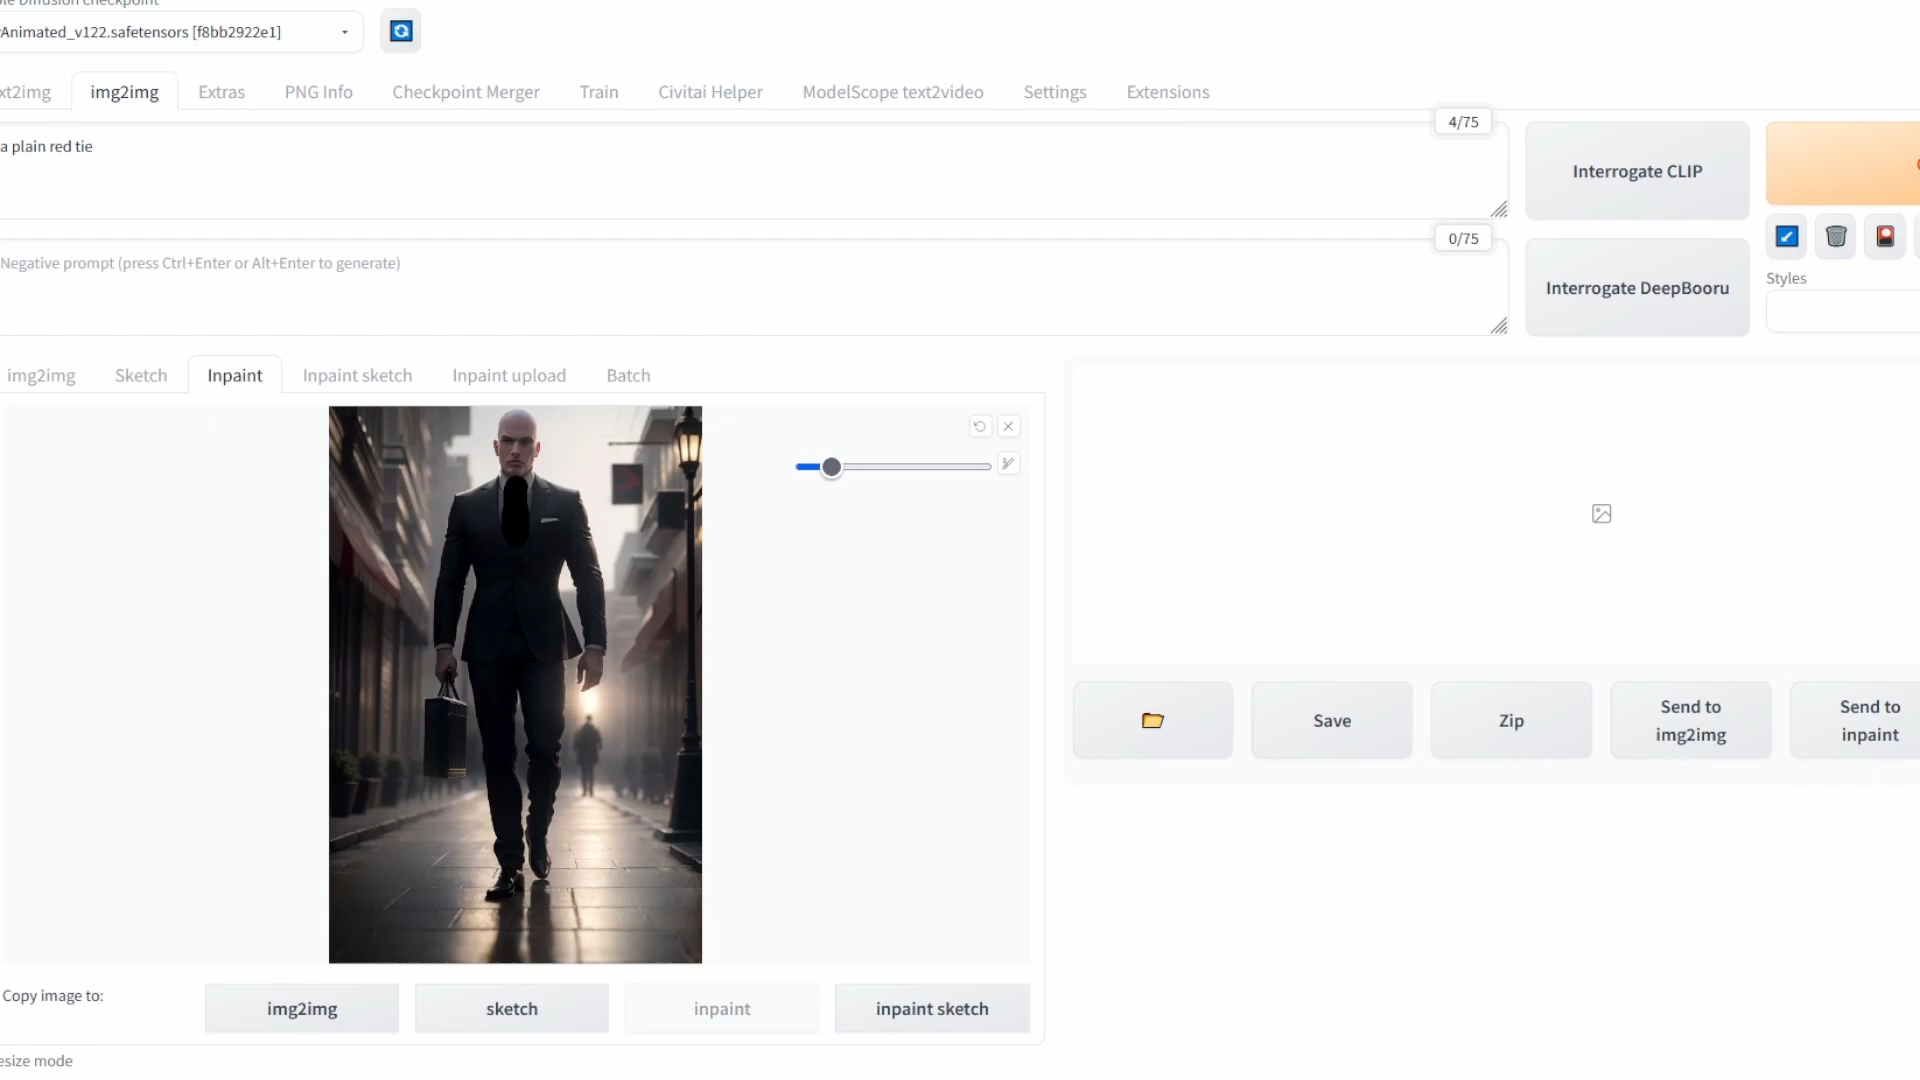 ble Diffusion checkpoint
Animated_v122.safetensors [f8bb2922e1]
xt2img
img2img
Extras
PNG Info
Checkpoint Merger
Train
Civitai Helper
ModelScope text2video
Settings
Extensions
4/75
a plain red tie
Interrogate CLIP
0/75
Negative prompt (press Ctrl+Enter or Alt+Enter to generate)
Interrogate DeepBooru
Styles
img2img
Sketch
Inpaint
Inpaint sketch
Inpaint upload
Batch
Save
Zip
Send to
img2img
Send to
inpaint
Copy image to:
img2img
sketch
inpaint
inpaint sketch
esize mode